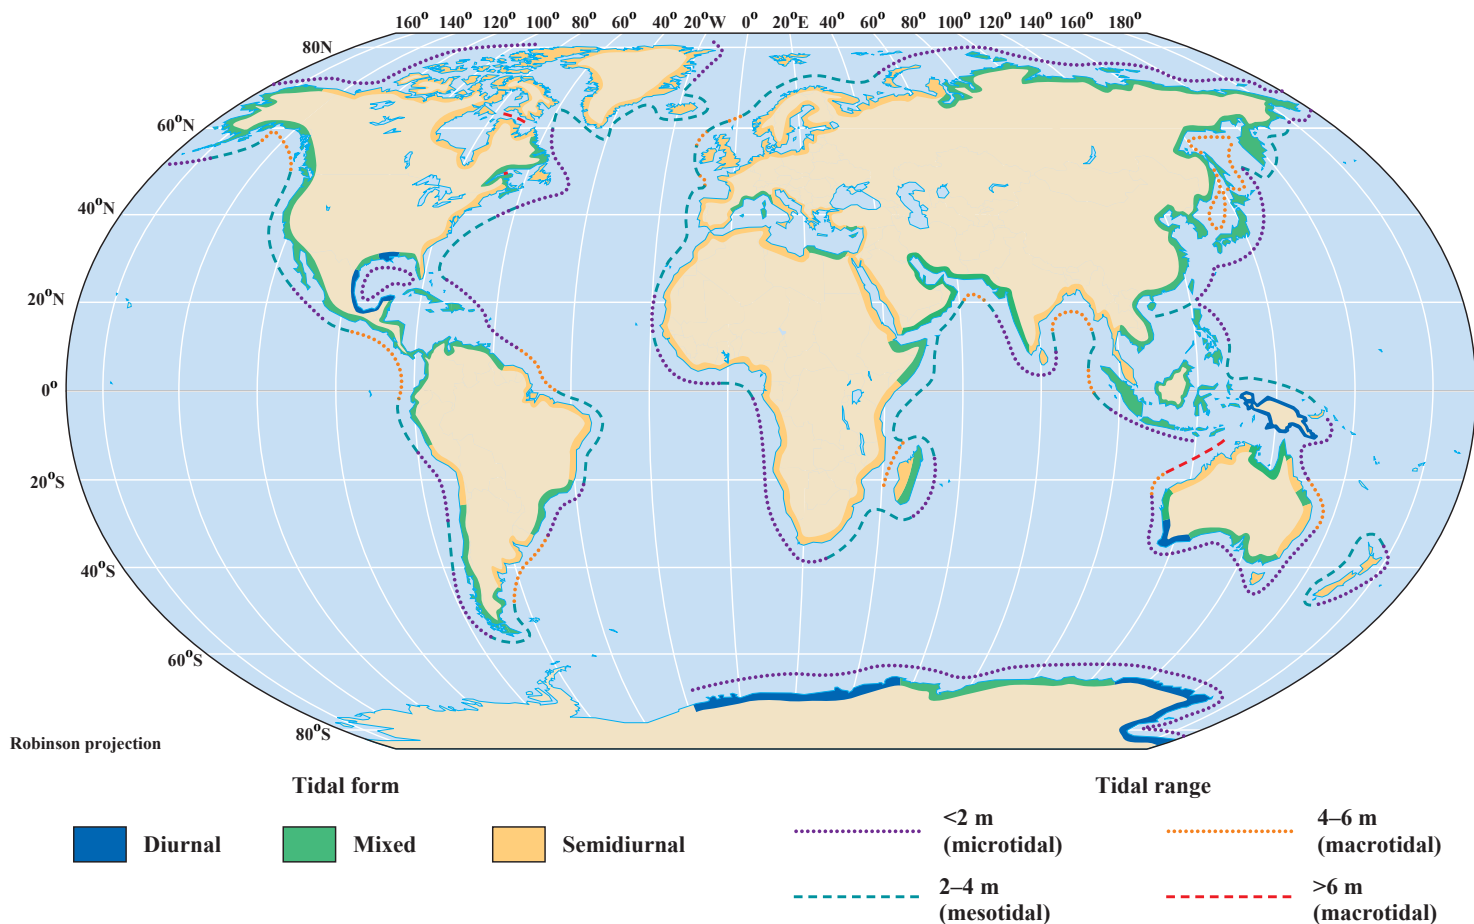 160° 140° 120° 100° 80° 60° 40° 20°W 0° 20°E 40° 60° 80° 100° 120° 140° 160° 180°
80N
60°N
40°N
20°N
0°
20°S
40°S
60°S
80°S
Robinson projection
Tidal form
Diurnal
Mixed
Semidiurnal
Tidal range
<2 m
(microtidal)
4–6 m
(macrotidal)
2–4 m
(mesotidal)
>6 m
(macrotidal)